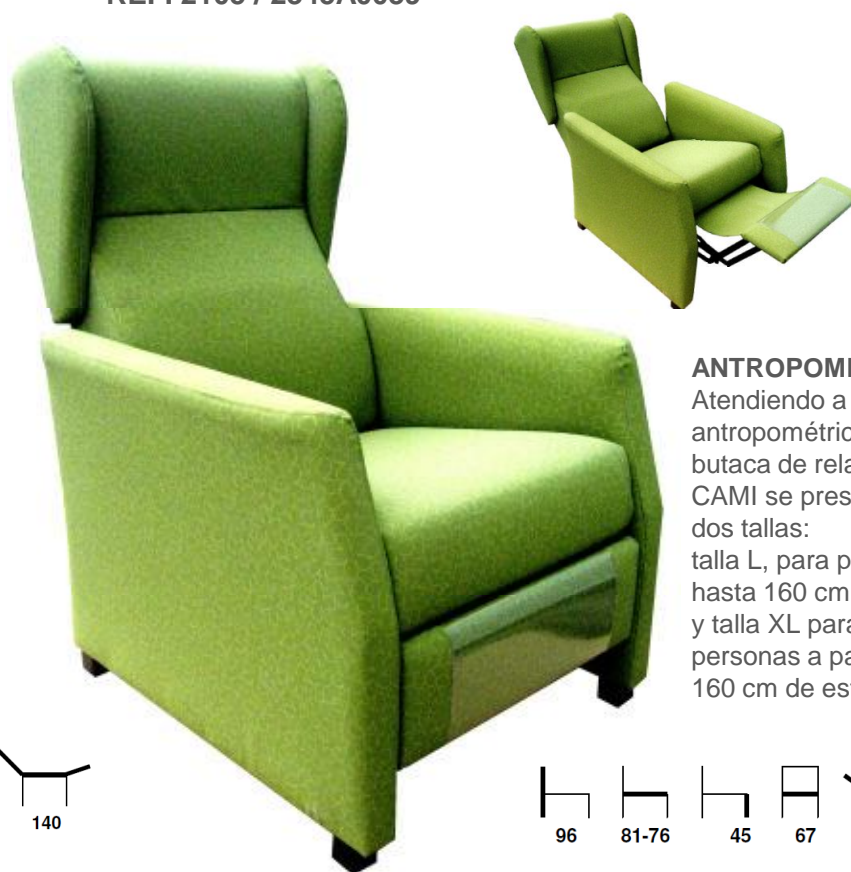 ANTROPOM
Atendiendo a
antropométric
butaca de rela
CAMI se pres
dos tallas:
talla L, para p
hasta 160 cm
y talla XL para
personas a pa
160 cm de es
140
96 81-76 45 67